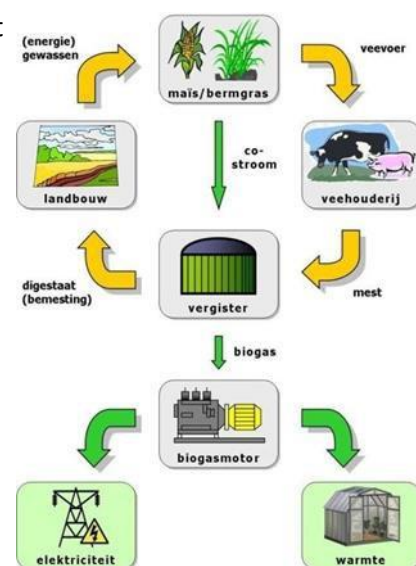 t
(energie)
gewassen
veevoer
maïs/bermgras
co-
stroom
landbouw
veehouderij
digestaat
(bemesting)
vergister
mest
biogas
biogasmotor
elektriciteit
warmte